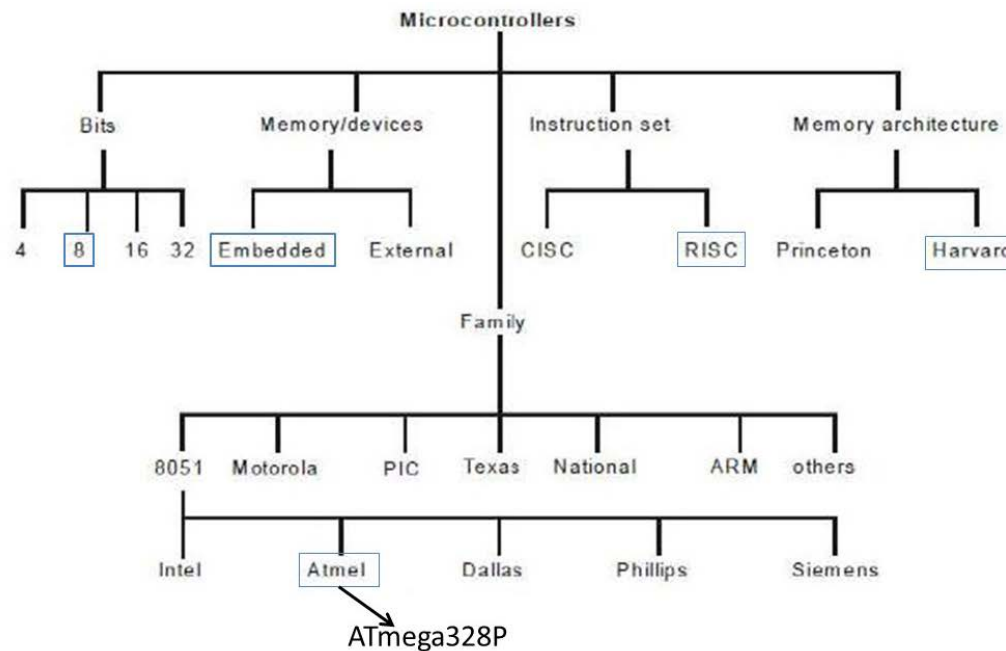 Microcontrollers
Bits Memory/devices Instruction set Memory architecture
4 8 16 32 Embedded External CISC RISC Princeton Harvard
Family
8051 Motorola PIC Texas National ARM others
Intel Atmel Dallas Phillips Siemens
ATmega328P